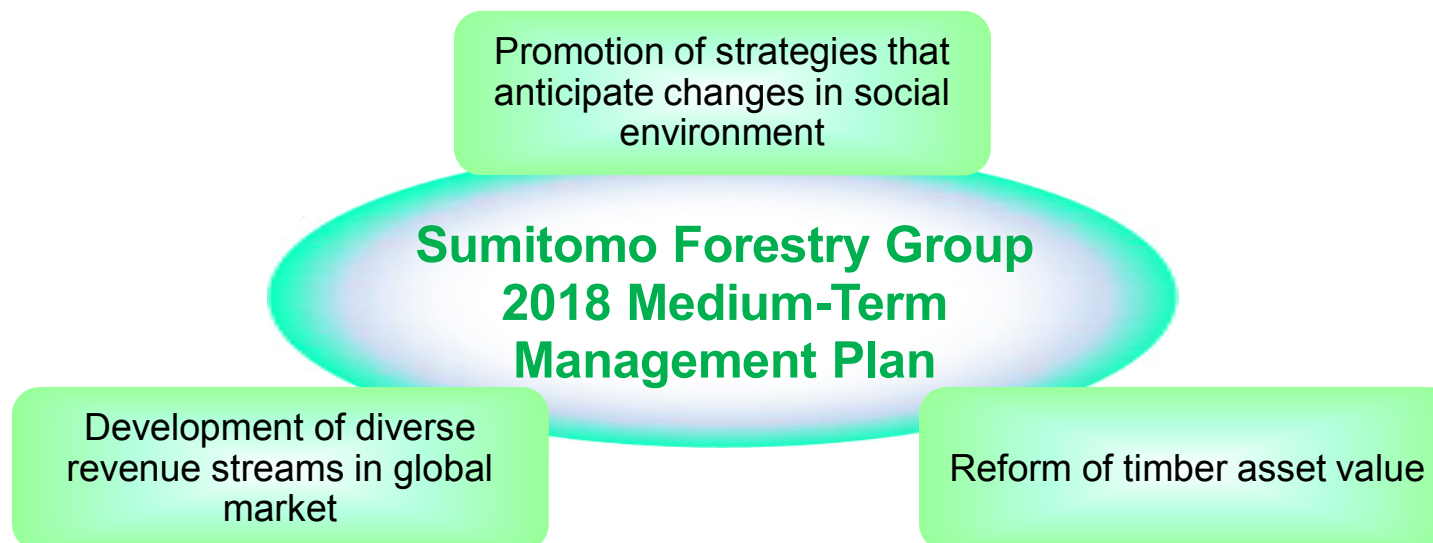 Promotion of strategies that
anticipate changes in social
environment
Sumitomo Forestry Group
2018 Medium-Term
Management Plan
Development of diverse
revenue streams in global
market
Reform of timber asset value